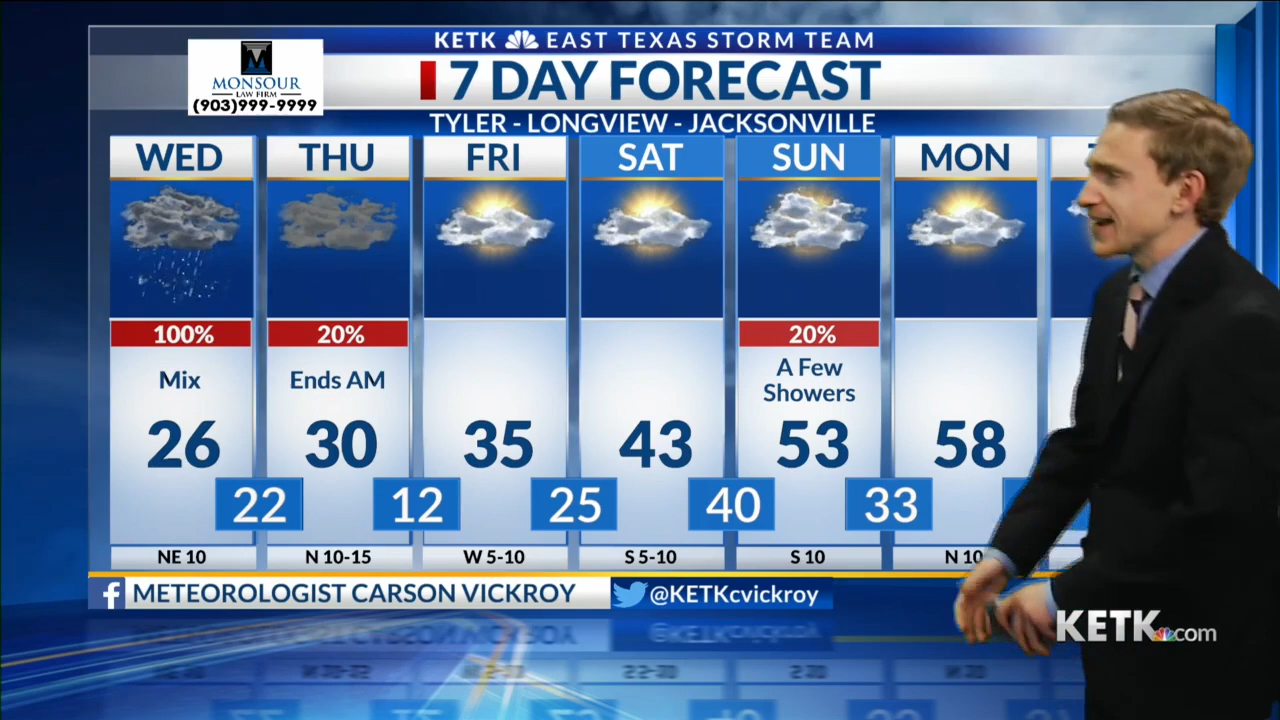 KETK EAST TEXAS STORM TEAM
MONSOUR
LAW FIRM
(903)999-9999
7 DAY FORECAST
TYLER - LONGVIEW - JACKSONVILLE
WED THU FRI SAT SUN MON
100% 20% 20%
Mix Ends AM A Few Showers
26 30 35 43 53 58
22 12 25 40 33
NE 10 N 10-15 W 5-10 S 5-10 S 10 N 10
METEOROLOGIST CARSON VICKROY @KETKcvickroy
KETK.com